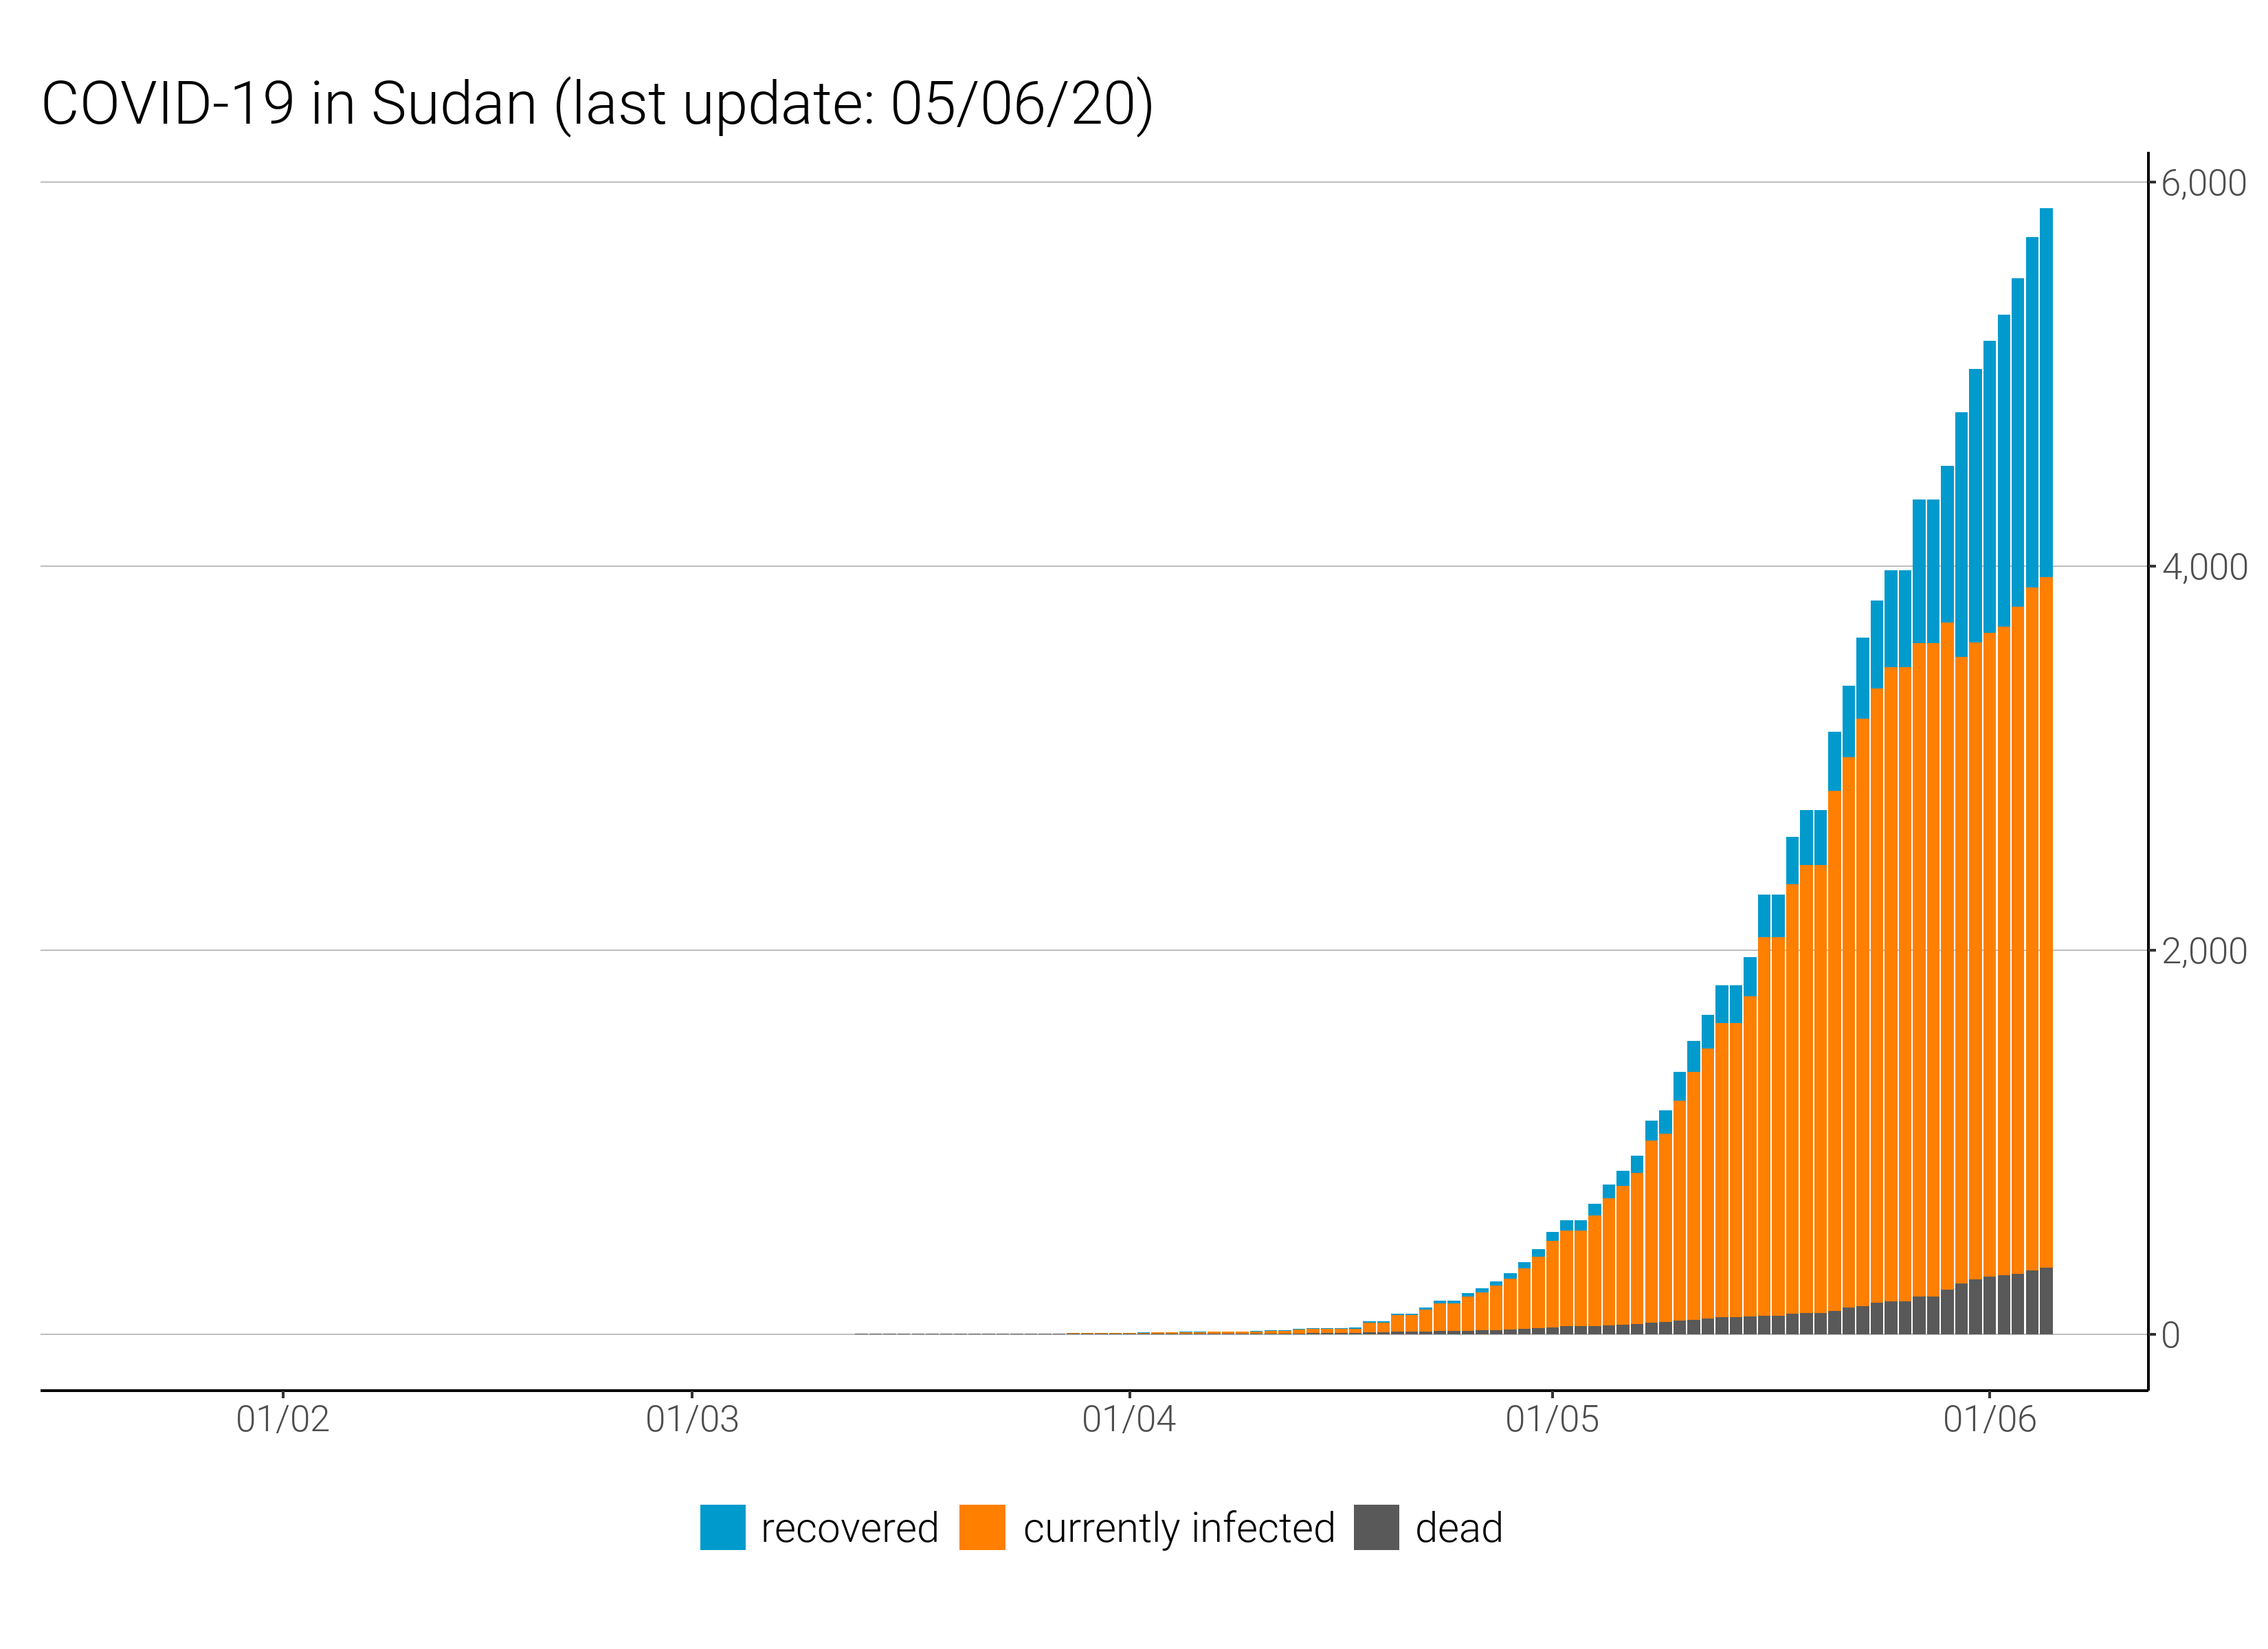 COVID-19 in Sudan (last update: 05/06/20)
6,000
4,000
2,000
0
01/02 01/03 01/04 01/05 01/06
recovered currently infected dead